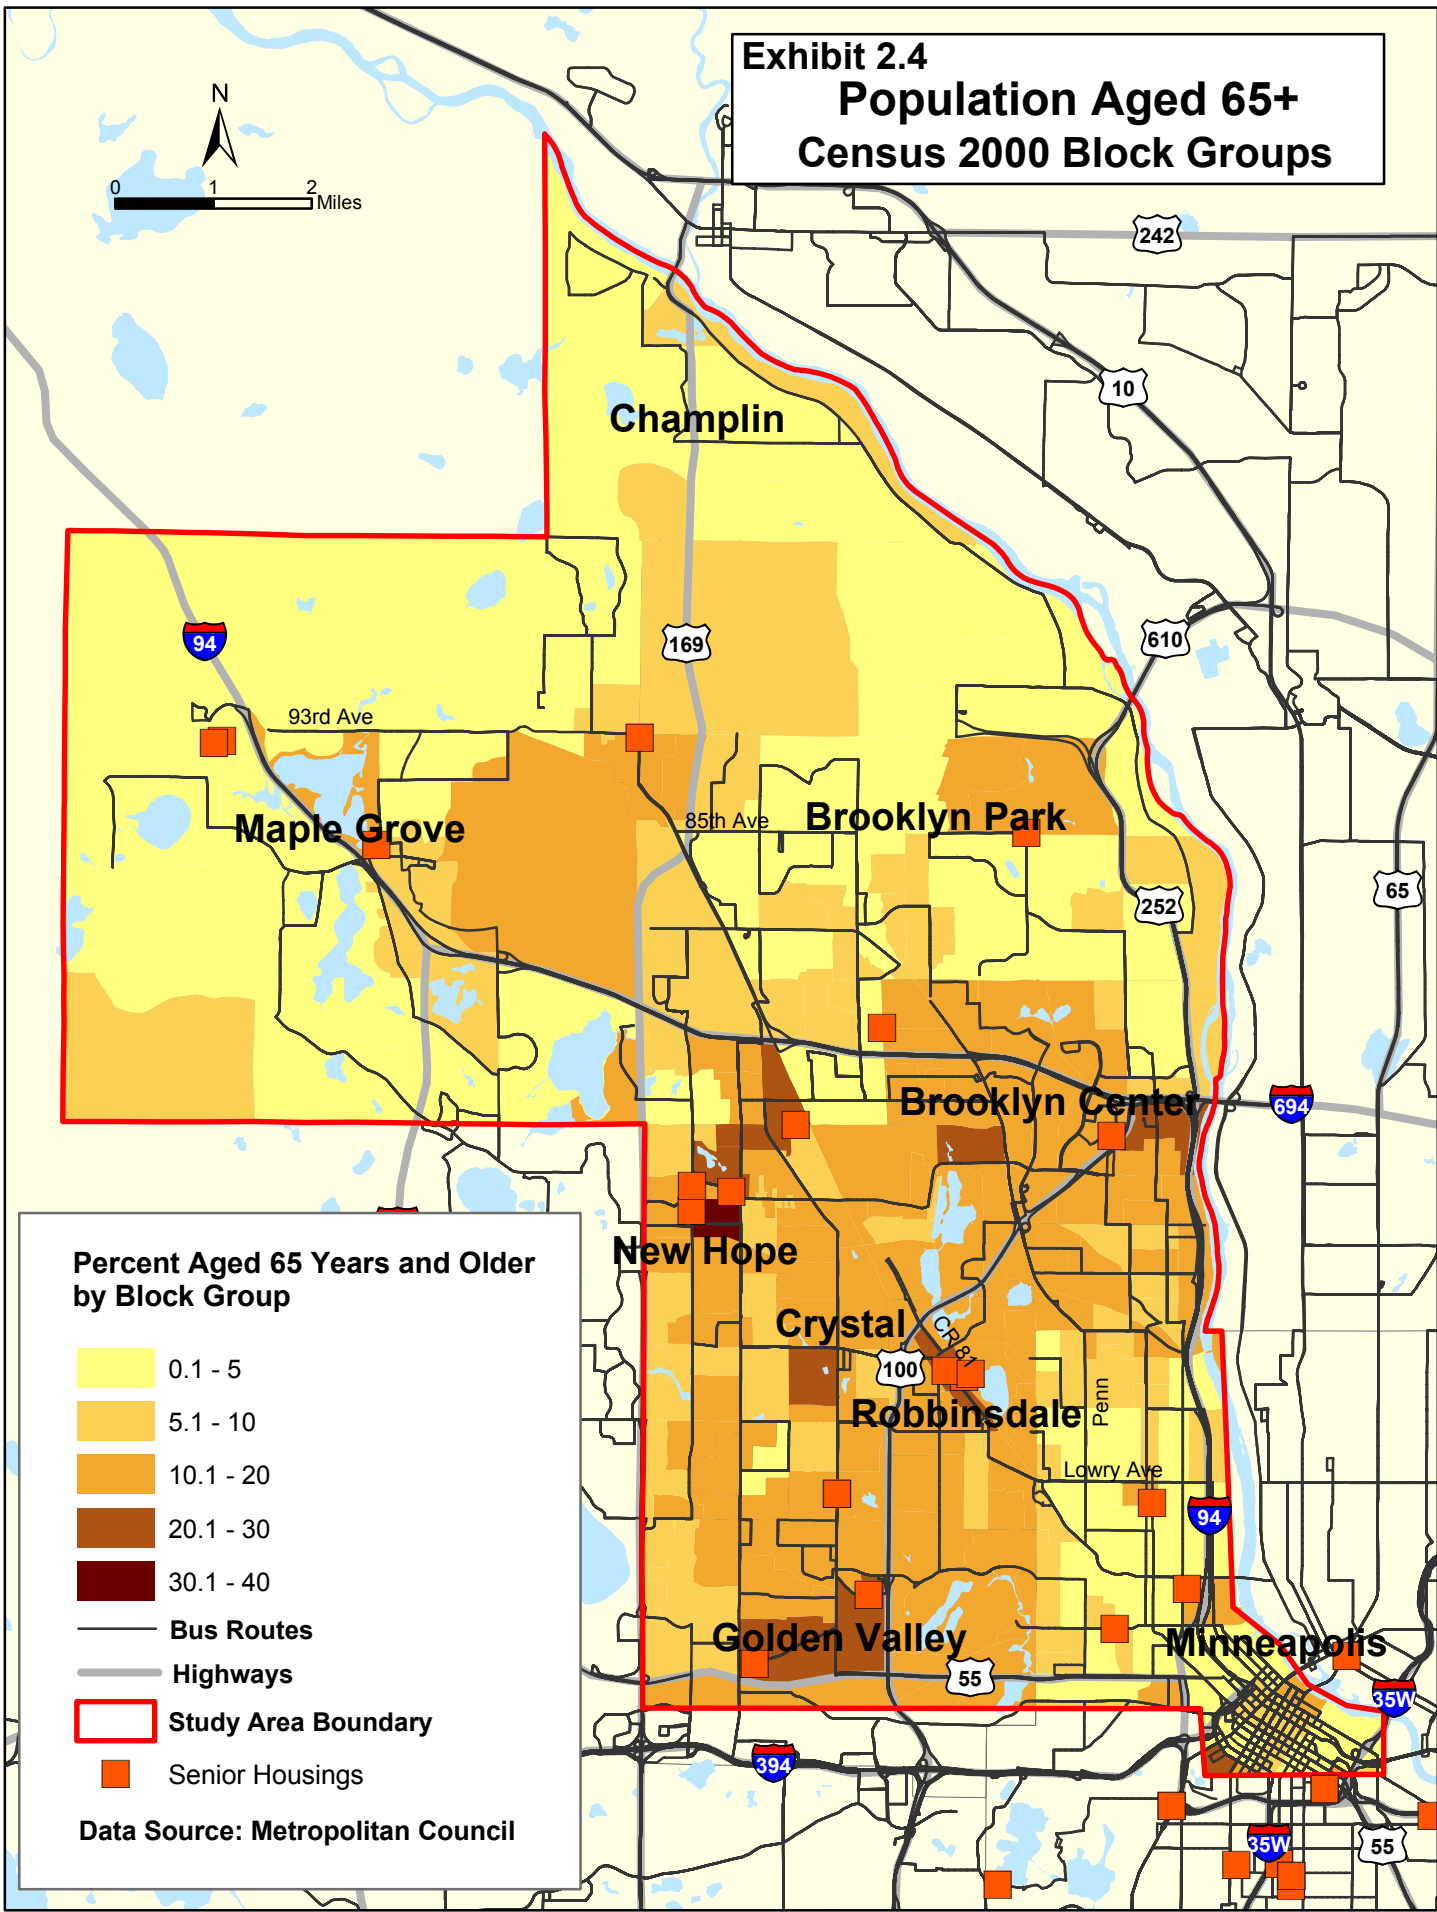 Exhibit 2.4
Population Aged 65+
Census 2000 Block Groups
N
0 1 2
Miles
242
10
Champlin
94
169
610
93rd Ave
85th Ave
Brooklyn Park
Maple Grove
65
252
Brooklyn Center
694
New Hope
Crystal
CR 81
100
Robbinsdale
Penn
Lowry Ave
94
Golden Valley
Minneapolis
55
35W
394
35W
55
Percent Aged 65 Years and Older
by Block Group
0.1 - 5
5.1 - 10
10.1 - 20
20.1 - 30
30.1 - 40
Bus Routes
Highways
Study Area Boundary
Senior Housings
Data Source: Metropolitan Council